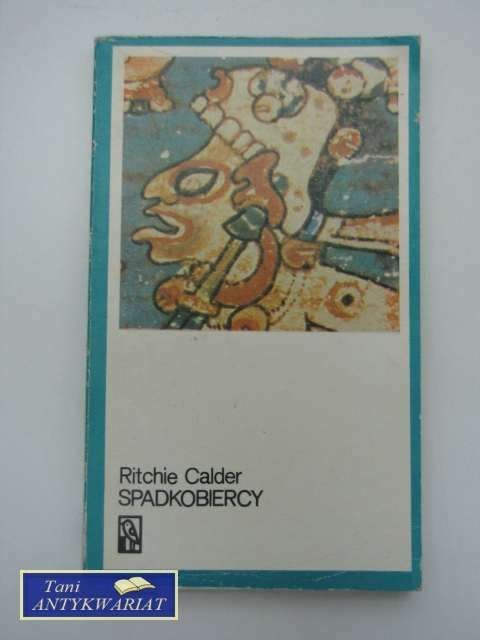 Ritchie Calder
SPADKOBIERCY
Tani
ANTYKWARIAT